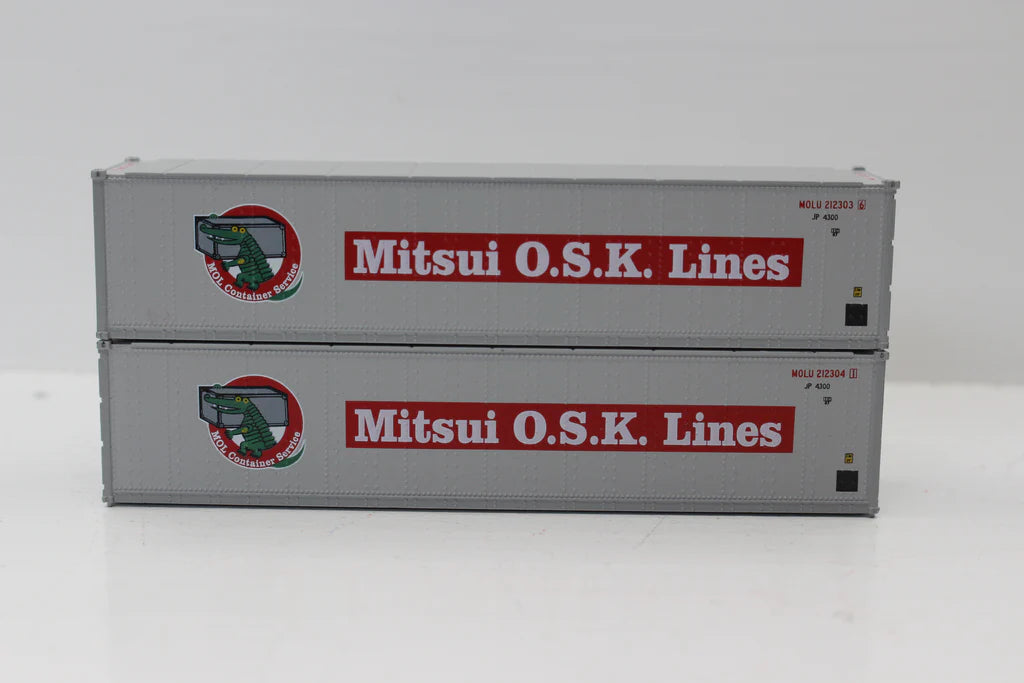 MOLU 212303 6
JP 4300
Mitsui O.S.K. Lines
MOL Container Service
MOLU 212304 1
JP 4300
Mitsui O.S.K. Lines
MOL Container Service